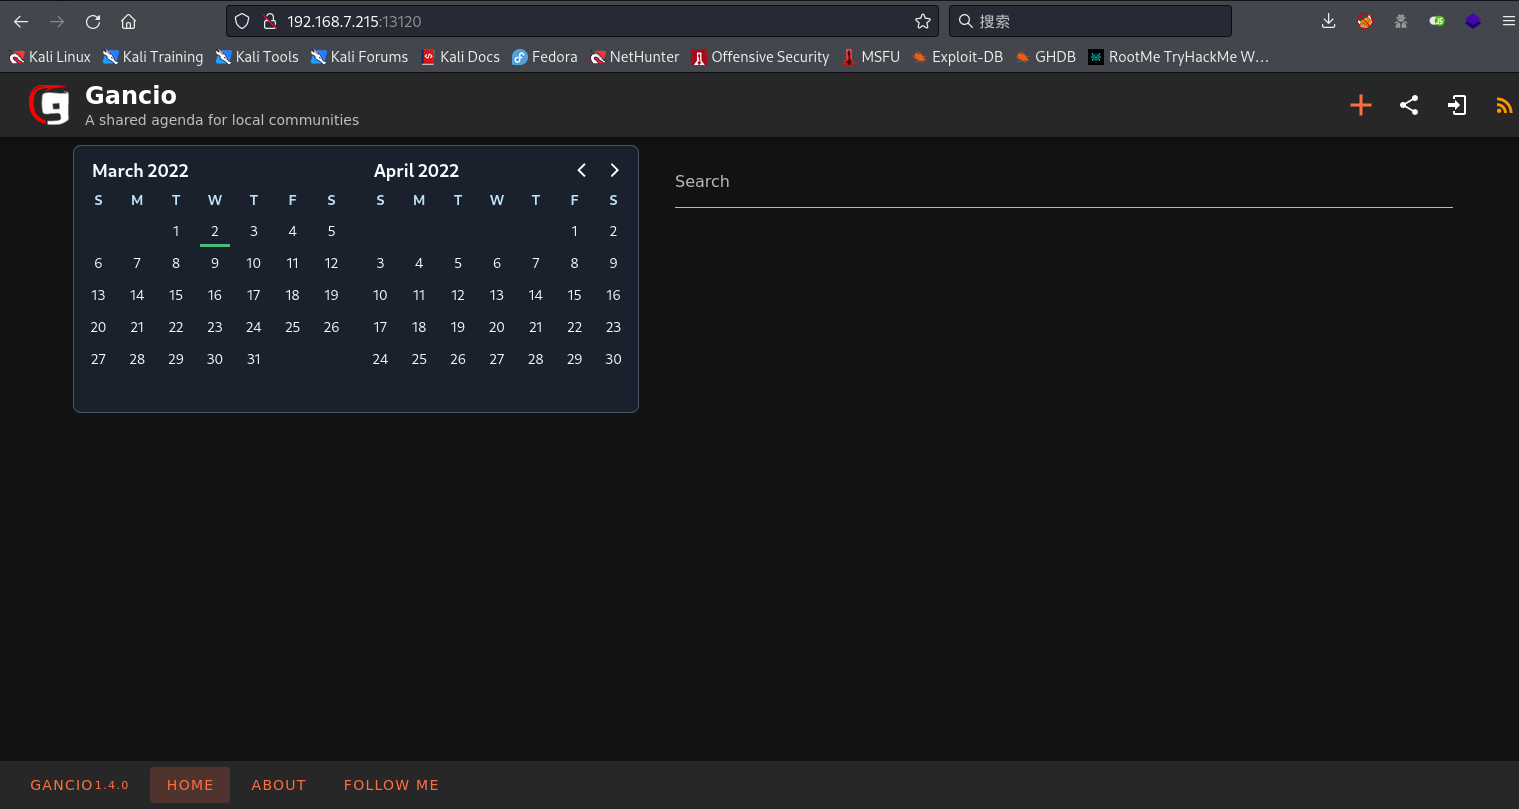 192.168.7.215:13120 搜索
Kali Linux Kali Training Kali Tools Kali Forums Kali Docs Fedora NetHunter Offensive Security MSFU Exploit-DB GHDB RootMe TryHackMe W…
Gancio
A shared agenda for local communities
March 2022 April 2022
S M T W T F S S M T W T F S
1 2 3 4 5 1 2
6 7 8 9 10 11 12 3 4 5 6 7 8 9
13 14 15 16 17 18 19 10 11 12 13 14 15 16
20 21 22 23 24 25 26 17 18 19 20 21 22 23
27 28 29 30 31 24 25 26 27 28 29 30
Search
GANCIO 1.4.0 HOME ABOUT FOLLOW ME